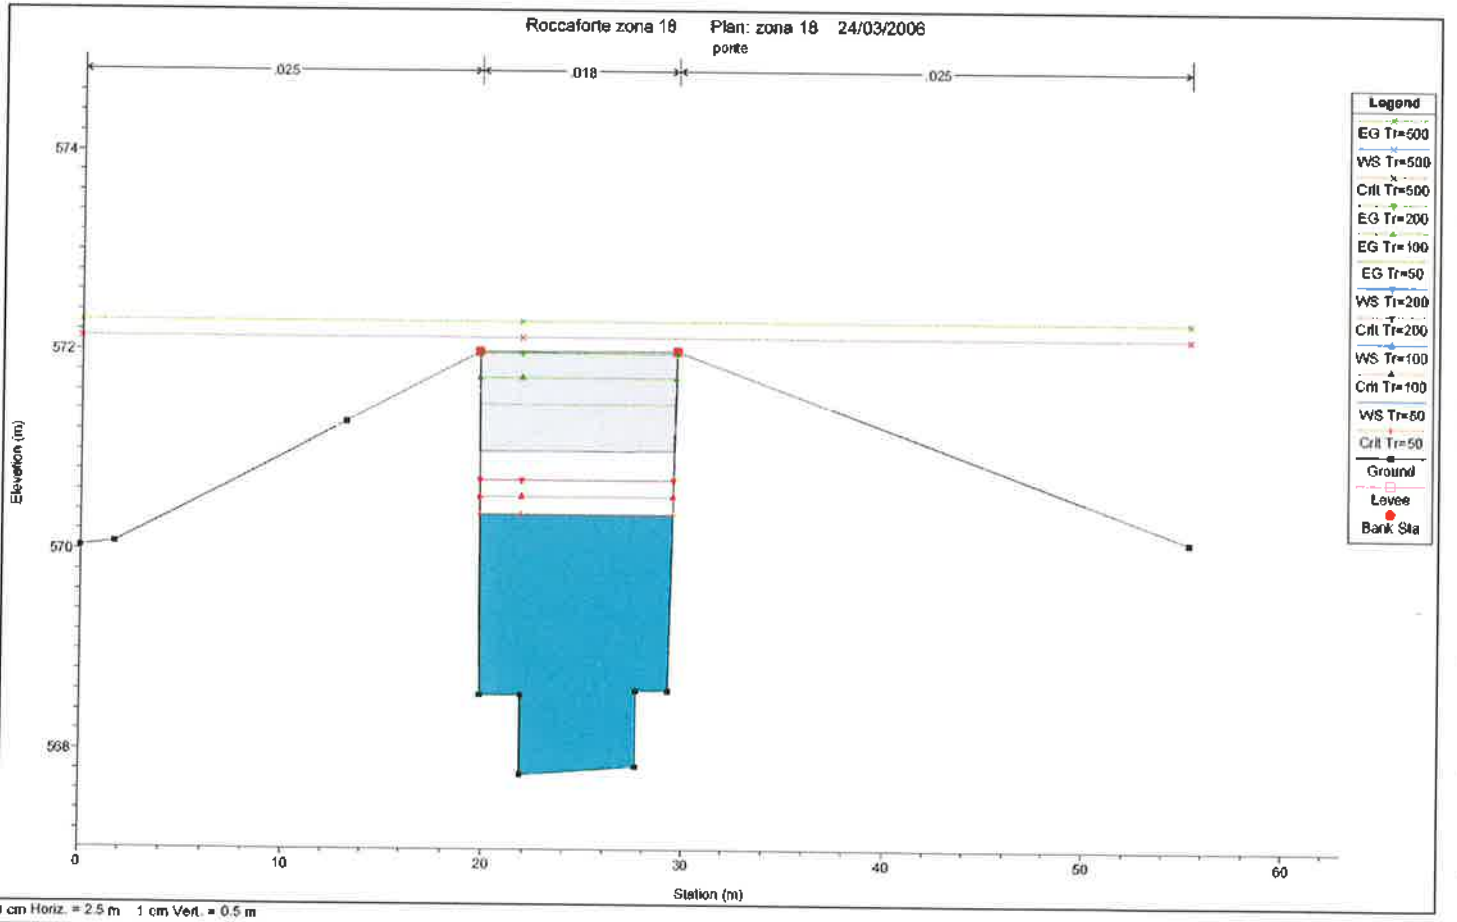 Roccaforte zona 18 Plan: zona 18 24/03/2006
ponte
.025 .018 .025
Legend
EG Tr=500
WS Tr=500
Crit Tr=500
EG Tr=200
EG Tr=100
EG Tr=50
WS Tr=200
Crit Tr=200
WS Tr=100
Crit Tr=100
WS Tr=50
Crit Tr=50
Ground
Levee
Bank Sta
574
572
570
568
Elevation (m)
0 10 20 30 40 50 60
Station (m)
cm Horiz. = 2.5 m 1 cm Vert. = 0.5 m